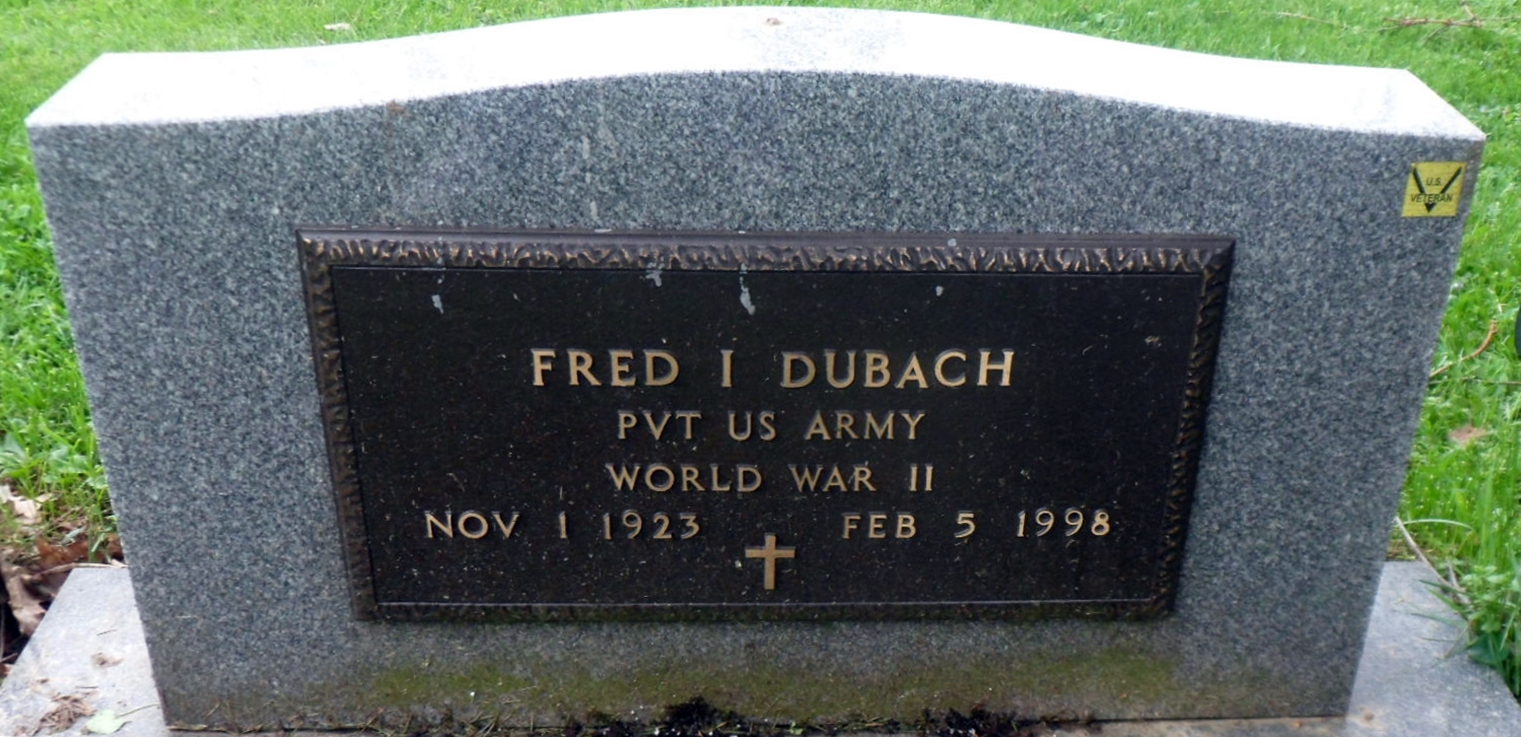 U.S.
VETERAN
FRED I DUBACH
PVT US ARMY
WORLD WAR II
NOV 1 1923 FEB 5 1998